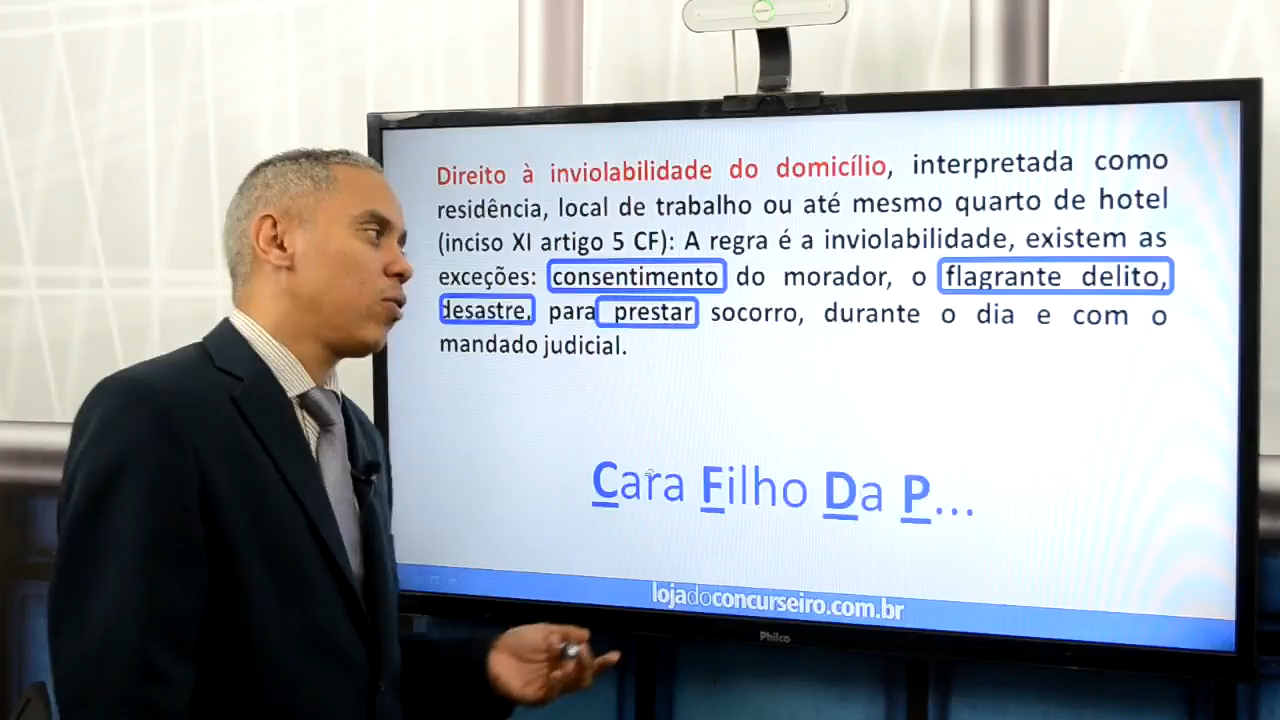 Direito à inviolabilidade do domicílio, interpretada como
residência, local de trabalho ou até mesmo quarto de hotel
(inciso XI artigo 5 CF): A regra é a inviolabilidade, existem as
exceções: consentimento do morador, o flagrante delito,
desastre, para prestar socorro, durante o dia e com o
mandado judicial.
Cara Filho Da P...
lojadoconcurseiro.com.br
Philco